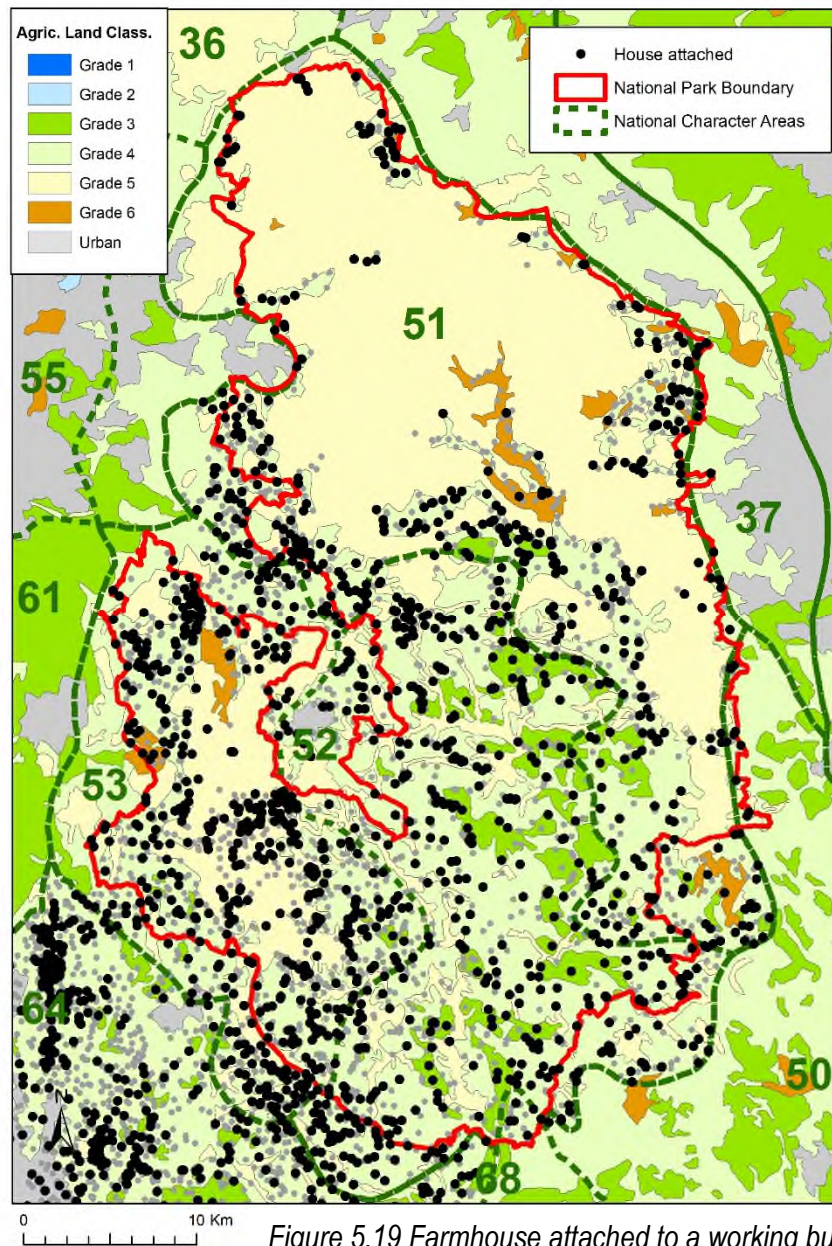 Agric. Land Class.
Grade 1
Grade 2
Grade 3
Grade 4
Grade 5
Grade 6
Urban
House attached
National Park Boundary
National Character Areas
36
51
55
37
61
52
53
64
50
68
N
0 10 Km
Figure 5.19 Farmhouse attached to a working bu